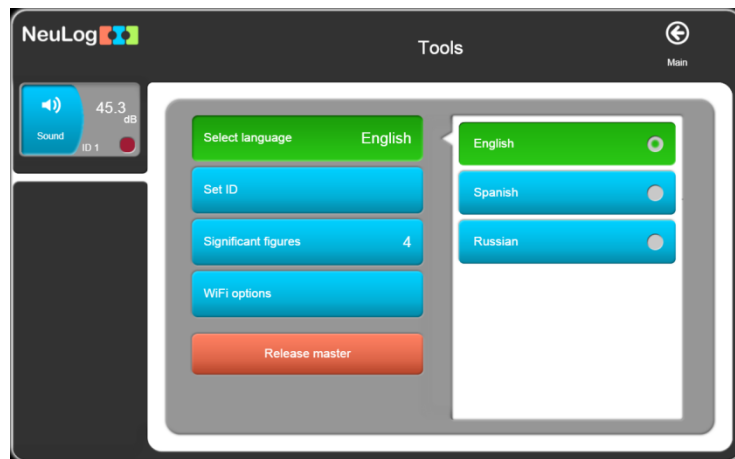 NeuLog
Tools
Main
45.3
dB
Sound
ID 1
Select language English
Set ID
Significant figures 4
WiFi options
Release master
English
Spanish
Russian